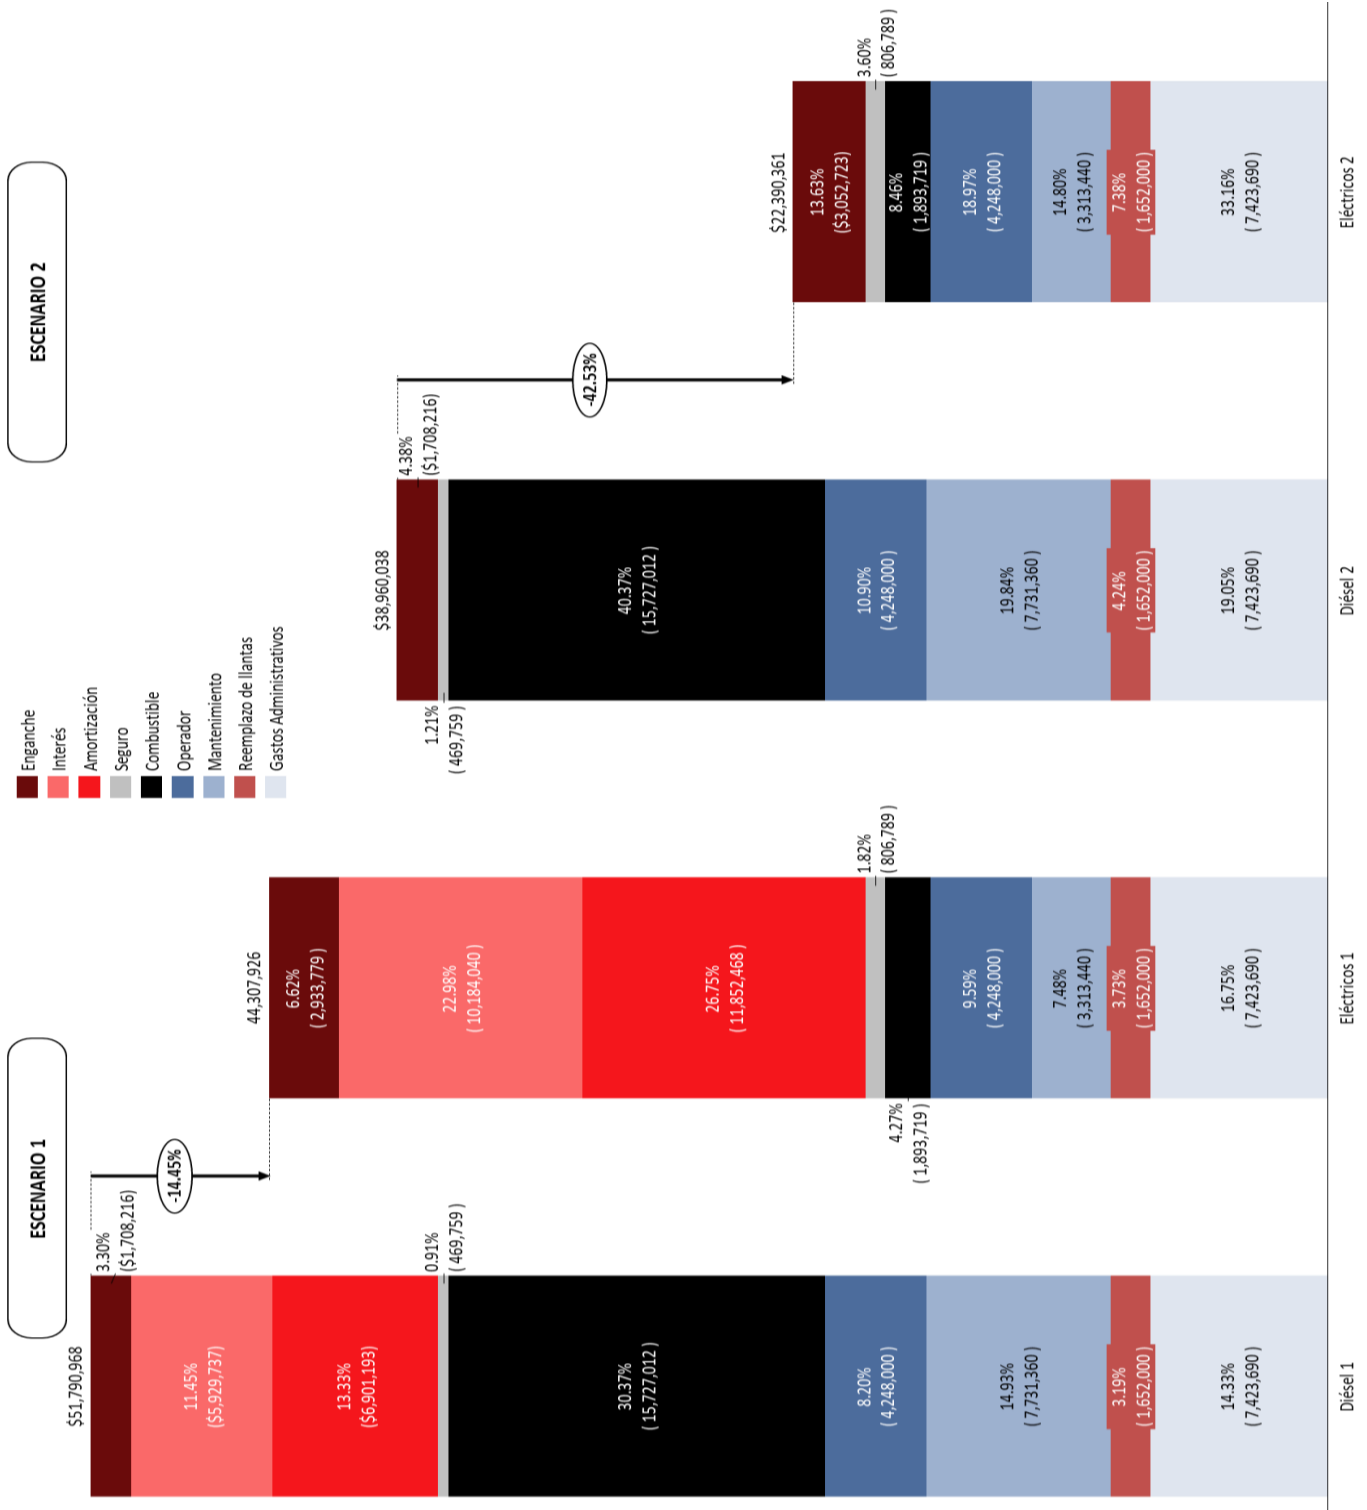 ESCENARIO 1
ESCENARIO 2
Enganche
Interés
Amortización
Seguro
Combustible
Operador
Mantenimiento
Reemplazo de llantas
Gastos Administrativos
$51,790,968
3.30%
($1,708,216)
11.45%
($5,929,737)
13.33%
($6,901,193)
0.91%
( 469,759 )
30.37%
( 15,727,012 )
8.20%
( 4,248,000 )
14.93%
( 7,731,360 )
3.19%
( 1,652,000 )
14.33%
( 7,423,690 )
Diésel 1
-14.45%
44,307,926
6.62%
( 2,933,779 )
22.98%
( 10,184,040 )
26.75%
( 11,852,468 )
1.82%
( 806,789 )
4.27%
( 1,893,719 )
9.59%
( 4,248,000 )
7.48%
( 3,313,440 )
3.73%
( 1,652,000 )
16.75%
( 7,423,690 )
Eléctricos 1
$38,960,038
4.38%
($1,708,216)
1.21%
( 469,759 )
40.37%
( 15,727,012 )
10.90%
( 4,248,000 )
19.84%
( 7,731,360 )
4.24%
( 1,652,000 )
19.05%
( 7,423,690 )
Diésel 2
-42.53%
$22,390,361
13.63%
($3,052,723)
3.60%
( 806,789 )
8.46%
( 1,893,719 )
18.97%
( 4,248,000 )
14.80%
( 3,313,440 )
7.38%
( 1,652,000 )
33.16%
( 7,423,690 )
Eléctricos 2